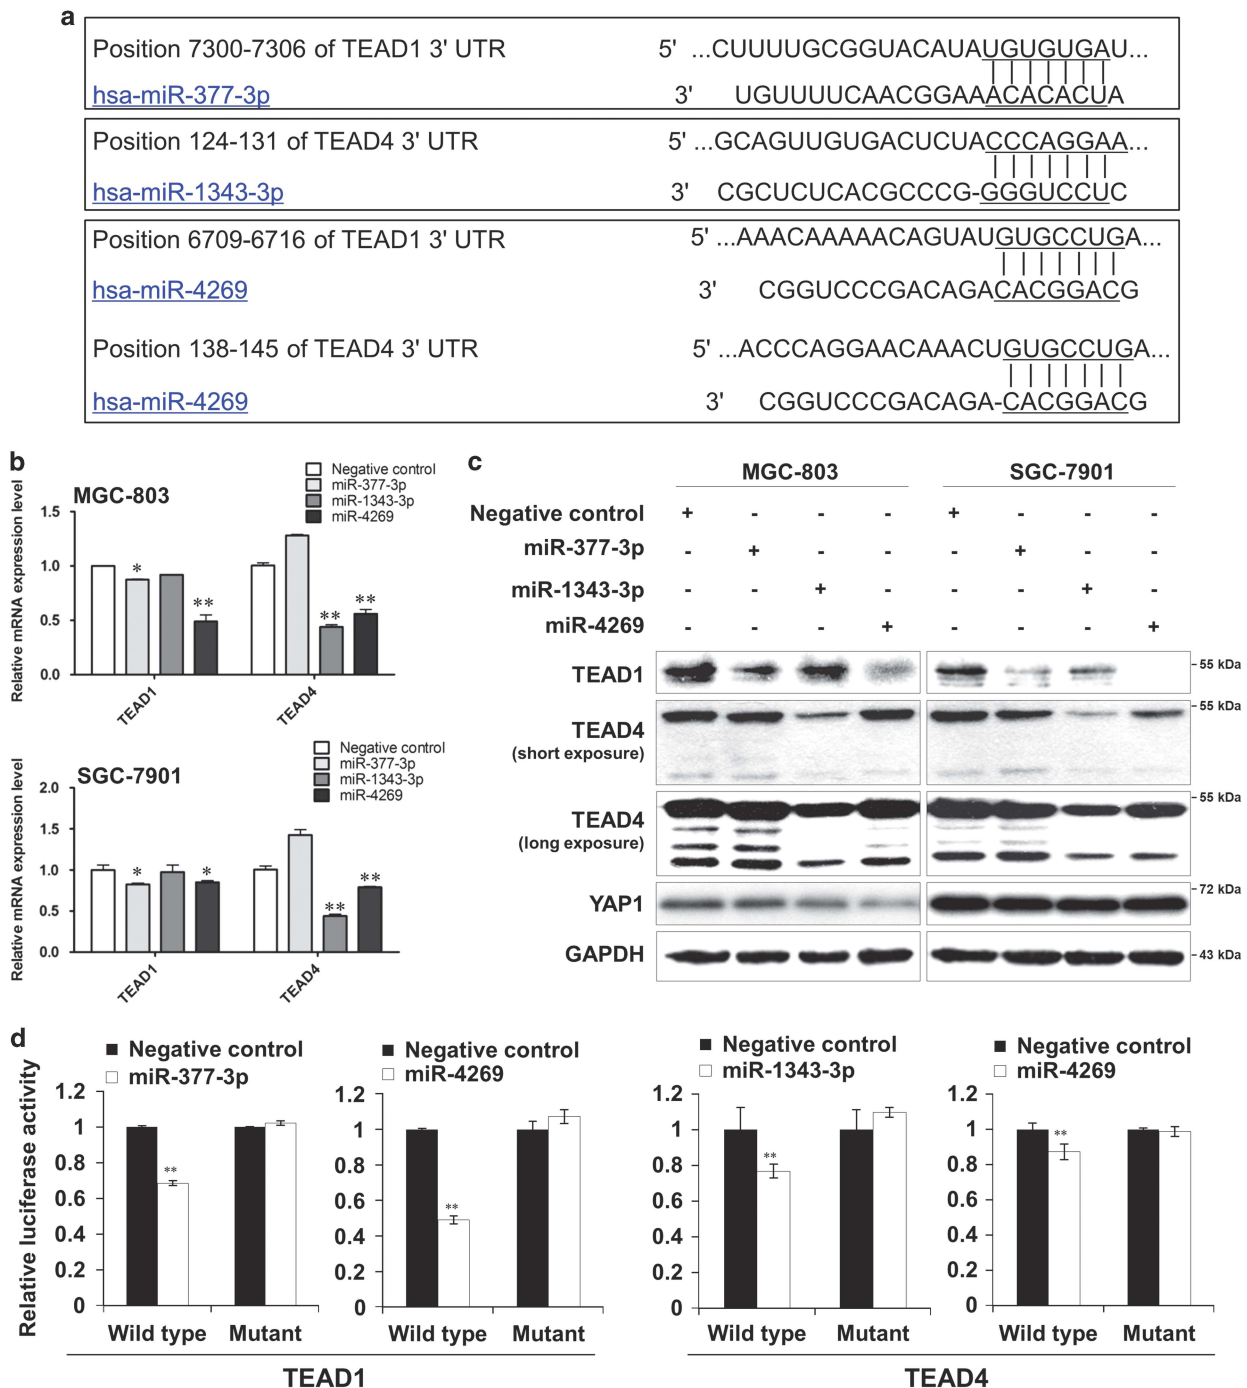 a
Position 7300-7306 of TEAD1 3' UTR 5' ...CUUUUGCGGUACAUAUGUGUGAU...
hsa-miR-377-3p 3' UGUUUUCAACGGAAACACACUA
Position 124-131 of TEAD4 3' UTR 5' ...GCAGUUGUGACUCUACCCAGGAA...
hsa-miR-1343-3p 3' CGCUCUCACGCCCG-GGGUCCUC
Position 6709-6716 of TEAD1 3' UTR 5' ...AAACAAAAACAGUAUGUGCCUGA...
hsa-miR-4269 3' CGGUCCCGACAGACACGGACG
Position 138-145 of TEAD4 3' UTR 5' ...ACCCAGGAACAAACUGUGCCUGA...
hsa-miR-4269 3' CGGUCCCGACAGA-CACGGACG
b
MGC-803
Negative control
miR-377-3p
miR-1343-3p
miR-4269
Relative mRNA expression level
1.5
1.0
0.5
0.0
*
**
**
**
TEAD1
TEAD4
SGC-7901
Negative control
miR-377-3p
miR-1343-3p
miR-4269
Relative mRNA expression level
2.0
1.5
1.0
0.5
0.0
*
*
**
**
TEAD1
TEAD4
c
MGC-803 SGC-7901
Negative control + - - - + - - -
miR-377-3p - + - - - + - -
miR-1343-3p - - + - - - + -
miR-4269 - - - + - - - +
TEAD1 - 55 kDa
TEAD4 - 55 kDa
(short exposure)
TEAD4 - 55 kDa
(long exposure)
YAP1 - 72 kDa
GAPDH - 43 kDa
d
Relative luciferase activity
Negative control
miR-377-3p
1.2
1
0.8
0.6
0.4
0.2
0
**
Wild type Mutant
Negative control
miR-4269
1.2
1
0.8
0.6
0.4
0.2
0
**
Wild type Mutant
TEAD1
Negative control
miR-1343-3p
1.2
1
0.8
0.6
0.4
0.2
0
**
Wild type Mutant
Negative control
miR-4269
1.2
1
0.8
0.6
0.4
0.2
0
**
Wild type Mutant
TEAD4